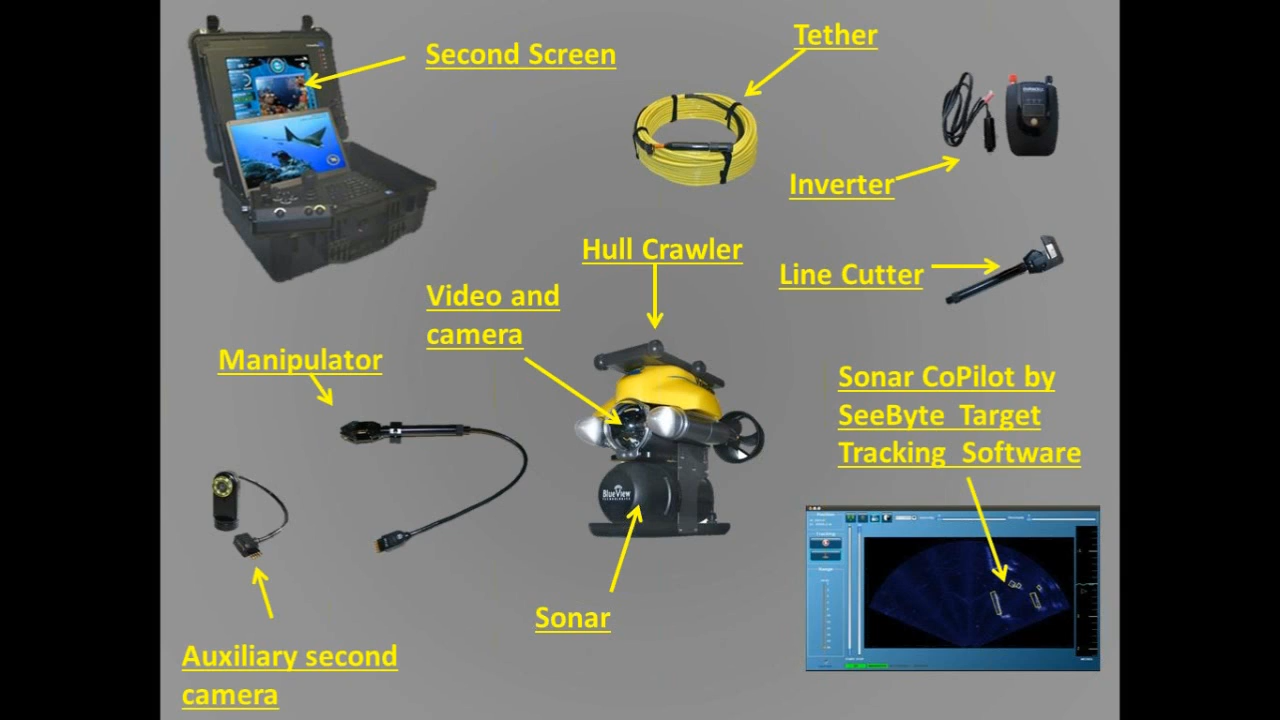 Second Screen
Tether
Inverter
Hull Crawler
Line Cutter
Video and
camera
Manipulator
Sonar CoPilot by
SeeByte Target
Tracking Software
BlueView
Sonar
Auxiliary second
camera